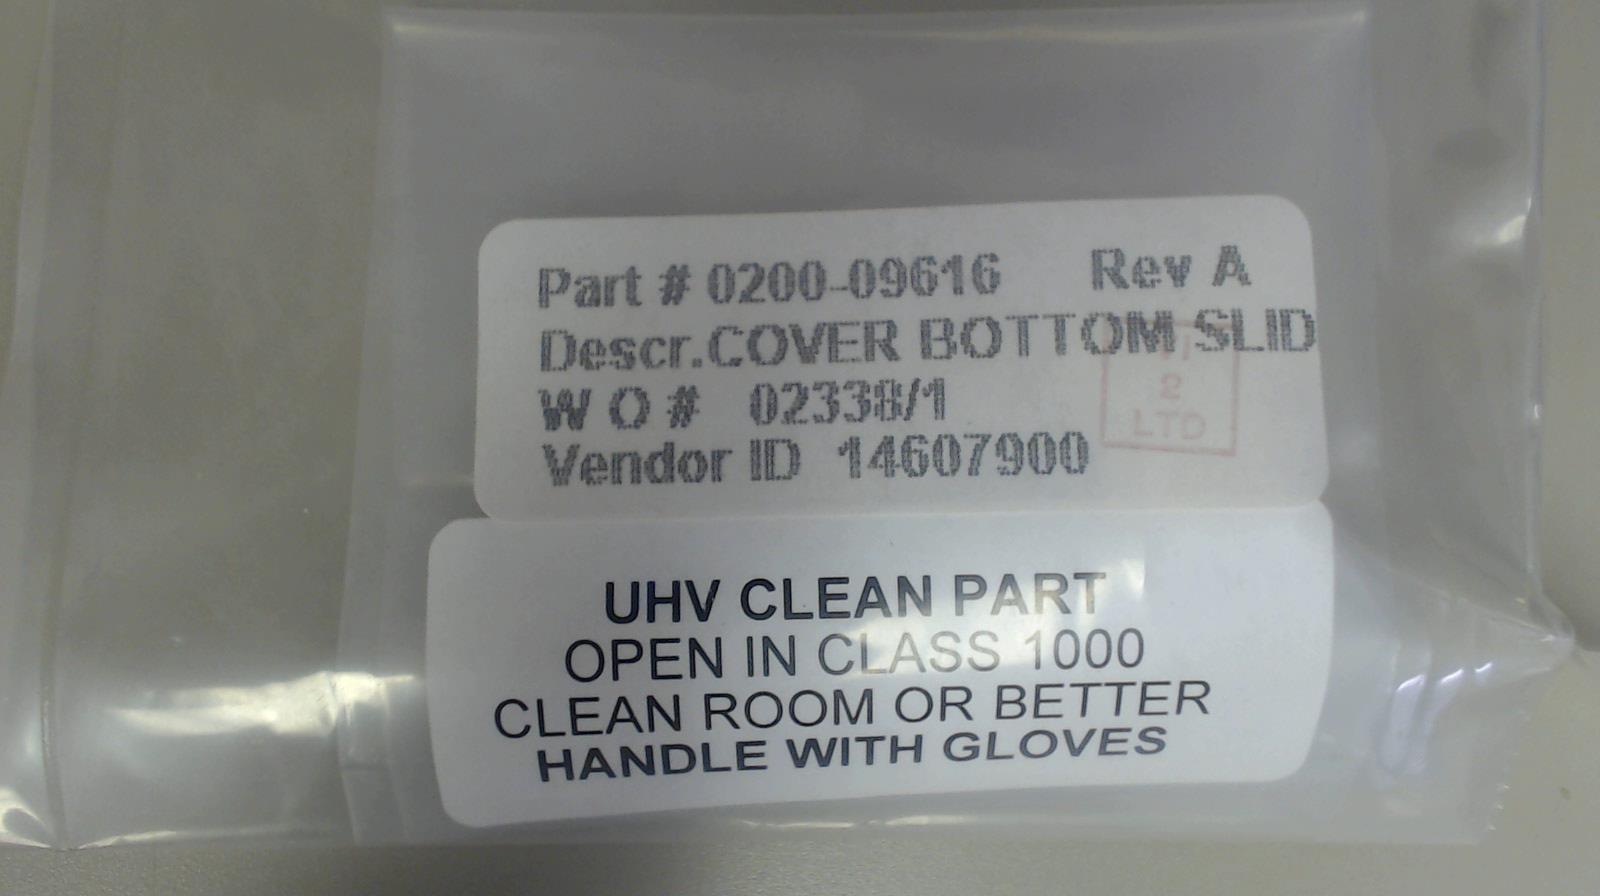 Part # 0200-09616 Rev A
Descr.COVER BOTTOM SLID
W O # 02338/1
Vendor ID 14607900
2
LTD
UHV CLEAN PART
OPEN IN CLASS 1000
CLEAN ROOM OR BETTER
HANDLE WITH GLOVES